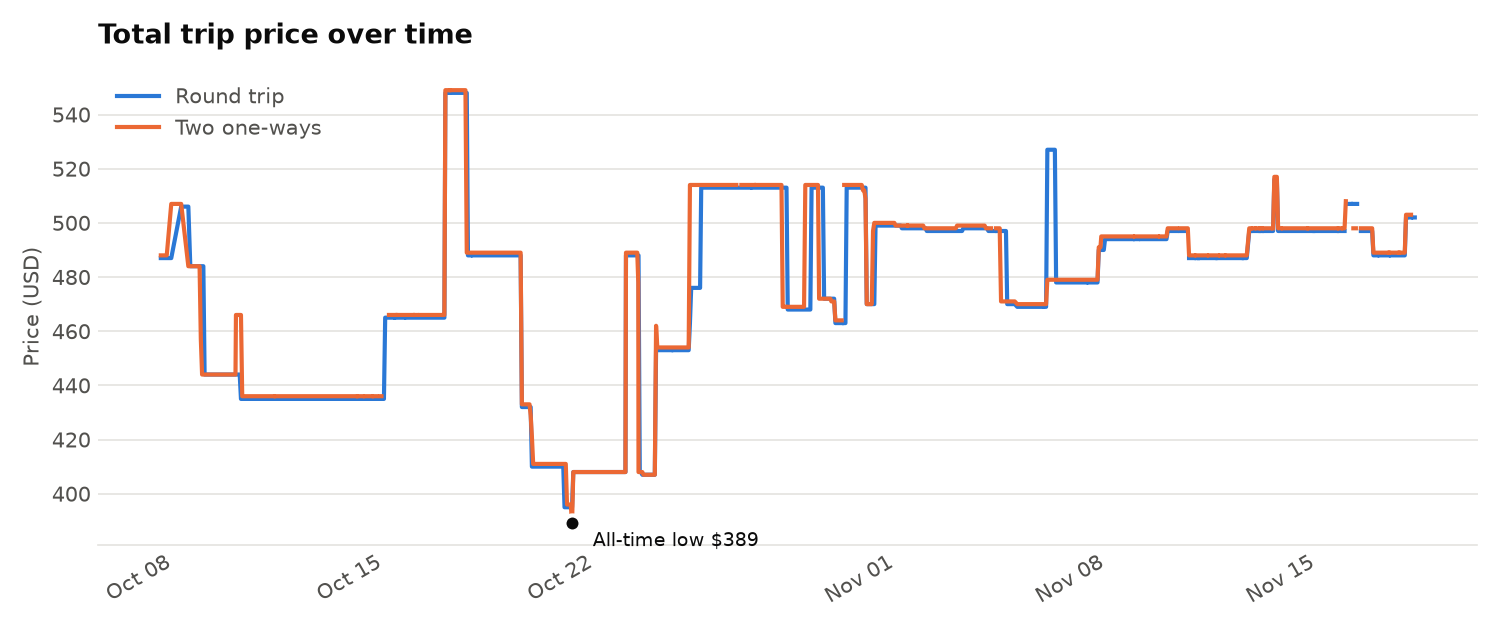 Total trip price over time
Round trip
Two one-ways
540
520
500
480
460
440
420
400
Price (USD)
All-time low $389
Oct 08
Oct 15
Oct 22
Nov 01
Nov 08
Nov 15